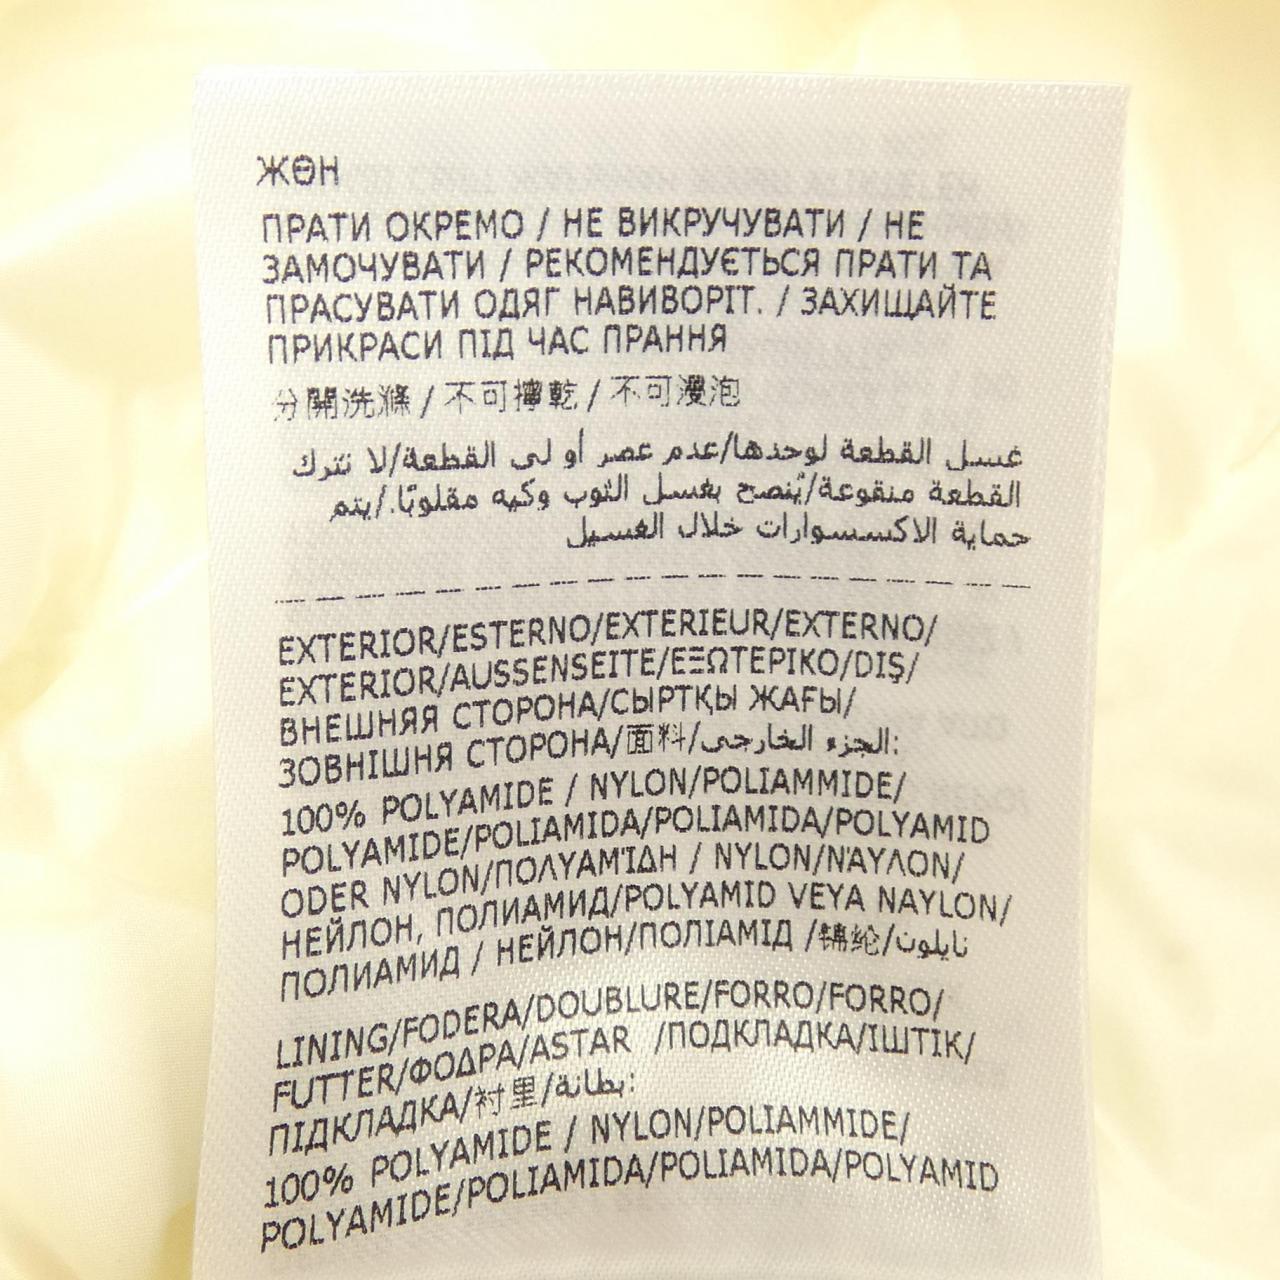 ЖӨН
ПРАТИ ОКРЕМО / НЕ ВИКРУЧУВАТИ / НЕ
ЗАМОЧУВАТИ / РЕКОМЕНДУЄТЬСЯ ПРАТИ ТА
ПРАСУВАТИ ОДЯГ НАВИВОРІТ. / ЗАХИЩАЙТЕ
ПРИКРАСИ ПІД ЧАС ПРАННЯ
分開洗滌 / 不可擰乾 / 不可浸泡
غسل القطعة لوحدها/عدم عصر أو لى القطعة/لا تترك
القطعة منقوعة/يُنصح بغسل الثوب وكيه مقلوبًا./يتم
حماية الاكسسوارات خلال الغسيل
EXTERIOR/ESTERNO/EXTERIEUR/EXTERNO/
EXTERIOR/AUSSENSEITE/ΕΞΩΤΕΡΙΚΟ/DIŞ/
ВНЕШНЯЯ СТОРОНА/СЫРТҚЫ ЖАҒЫ/
ЗОВНІШНЯ СТОРОНА/面料/الجزء الخارجى:
100% POLYAMIDE / NYLON/POLIAMMIDE/
POLYAMIDE/POLIAMIDA/POLIAMIDA/POLYAMID
ODER NYLON/ΠΟΛΥΑΜΊΔΗ / NYLON/ΝΆΥΛΟΝ/
НЕЙЛОН, ПОЛИАМИД/POLYAMID VEYA NAYLON/
ПОЛИАМИД / НЕЙЛОН/ПОЛІАМІД /锦纶/نايلون
LINING/FODERA/DOUBLURE/FORRO/FORRO/
FUTTER/ΦΟΔΡΑ/ASTAR /ПОДКЛАДКА/ІШТІК/
ПІДКЛАДКА/衬里/بطانة:
100% POLYAMIDE / NYLON/POLIAMMIDE/
POLYAMIDE/POLIAMIDA/POLIAMIDA/POLYAMID